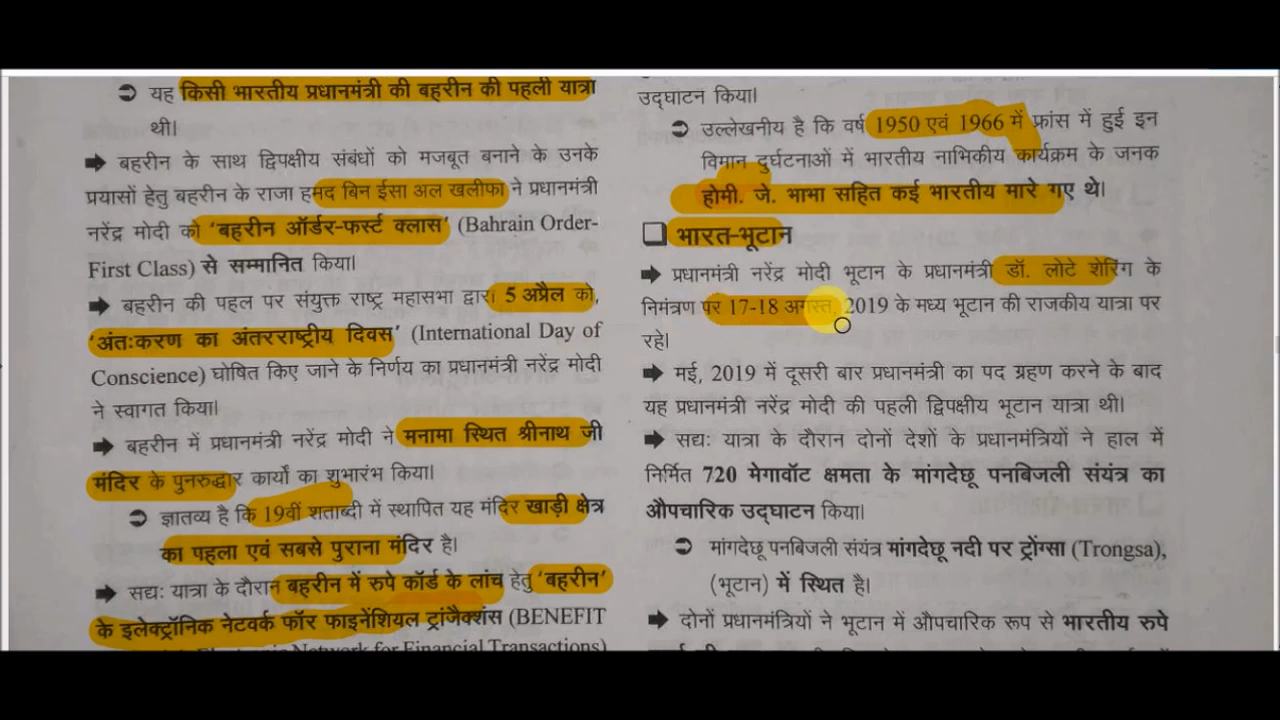 ➲ यह किसी भारतीय प्रधानमंत्री की बहरीन की पहली यात्रा
थी।
➡ बहरीन के साथ द्विपक्षीय संबंधों को मजबूत बनाने के उनके
प्रयासों हेतु बहरीन के राजा हमद बिन ईसा अल खलीफा ने प्रधानमंत्री
नरेंद्र मोदी को ‘बहरीन ऑर्डर-फर्स्ट क्लास’ (Bahrain Order-
First Class) से सम्मानित किया।
➡ बहरीन की पहल पर संयुक्त राष्ट्र महासभा द्वारा 5 अप्रैल को,
‘अंतःकरण का अंतरराष्ट्रीय दिवस’ (International Day of
Conscience) घोषित किए जाने के निर्णय का प्रधानमंत्री नरेंद्र मोदी
ने स्वागत किया।
➡ बहरीन में प्रधानमंत्री नरेंद्र मोदी ने मनामा स्थित श्रीनाथ जी
मंदिर के पुनरुद्धार कार्यों का शुभारंभ किया।
➲ ज्ञातव्य है कि 19वीं शताब्दी में स्थापित यह मंदिर खाड़ी क्षेत्र
का पहला एवं सबसे पुराना मंदिर है।
➡ सद्यः यात्रा के दौरान बहरीन में रुपे कॉर्ड के लांच हेतु ‘बहरीन’
के इलेक्ट्रॉनिक नेटवर्क फॉर फाइनेंशियल ट्रांजैक्शंस (BENEFIT
Electronic Network for Financial Transactions)
उद्घाटन किया।
➲ उल्लेखनीय है कि वर्ष 1950 एवं 1966 में फ्रांस में हुई इन
विमान दुर्घटनाओं में भारतीय नाभिकीय कार्यक्रम के जनक
होमी. जे. भाभा सहित कई भारतीय मारे गए थे।
❑ भारत-भूटान
➡ प्रधानमंत्री नरेंद्र मोदी भूटान के प्रधानमंत्री डॉ. लोटे शेरिंग के
निमंत्रण पर 17-18 अगस्त, 2019 के मध्य भूटान की राजकीय यात्रा पर
रहे।
➡ मई, 2019 में दूसरी बार प्रधानमंत्री का पद ग्रहण करने के बाद
यह प्रधानमंत्री नरेंद्र मोदी की पहली द्विपक्षीय भूटान यात्रा थी।
➡ सद्यः यात्रा के दौरान दोनों देशों के प्रधानमंत्रियों ने हाल में
निर्मित 720 मेगावॉट क्षमता के मांगदेछू पनबिजली संयंत्र का
औपचारिक उद्घाटन किया।
➲ मांगदेछू पनबिजली संयंत्र मांगदेछू नदी पर ट्रोंग्सा (Trongsa),
(भूटान) में स्थित है।
➡ दोनों प्रधानमंत्रियों ने भूटान में औपचारिक रूप से भारतीय रुपे